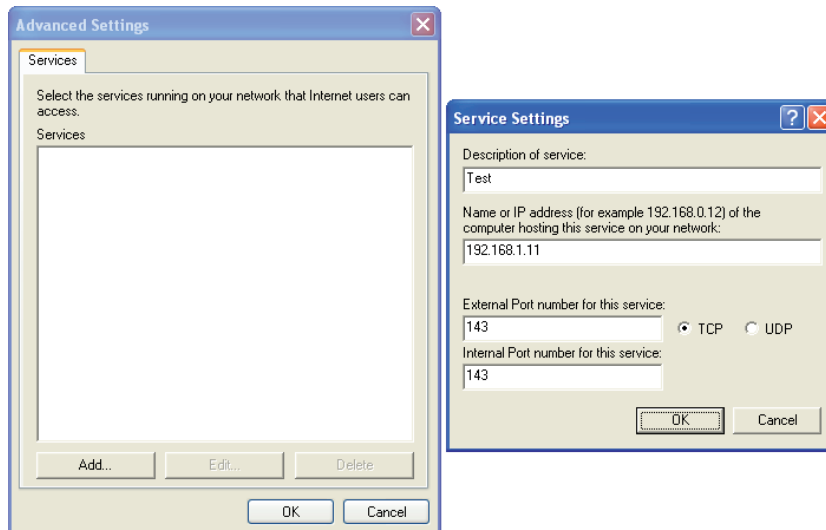 Advanced Settings
Services
Select the services running on your network that Internet users can
access.
Services
Add...
Edit...
Delete
OK
Cancel
Service Settings
Description of service:
Test
Name or IP address (for example 192.168.0.12) of the
computer hosting this service on your network:
192.168.1.11
External Port number for this service:
143
TCP
UDP
Internal Port number for this service:
143
OK
Cancel